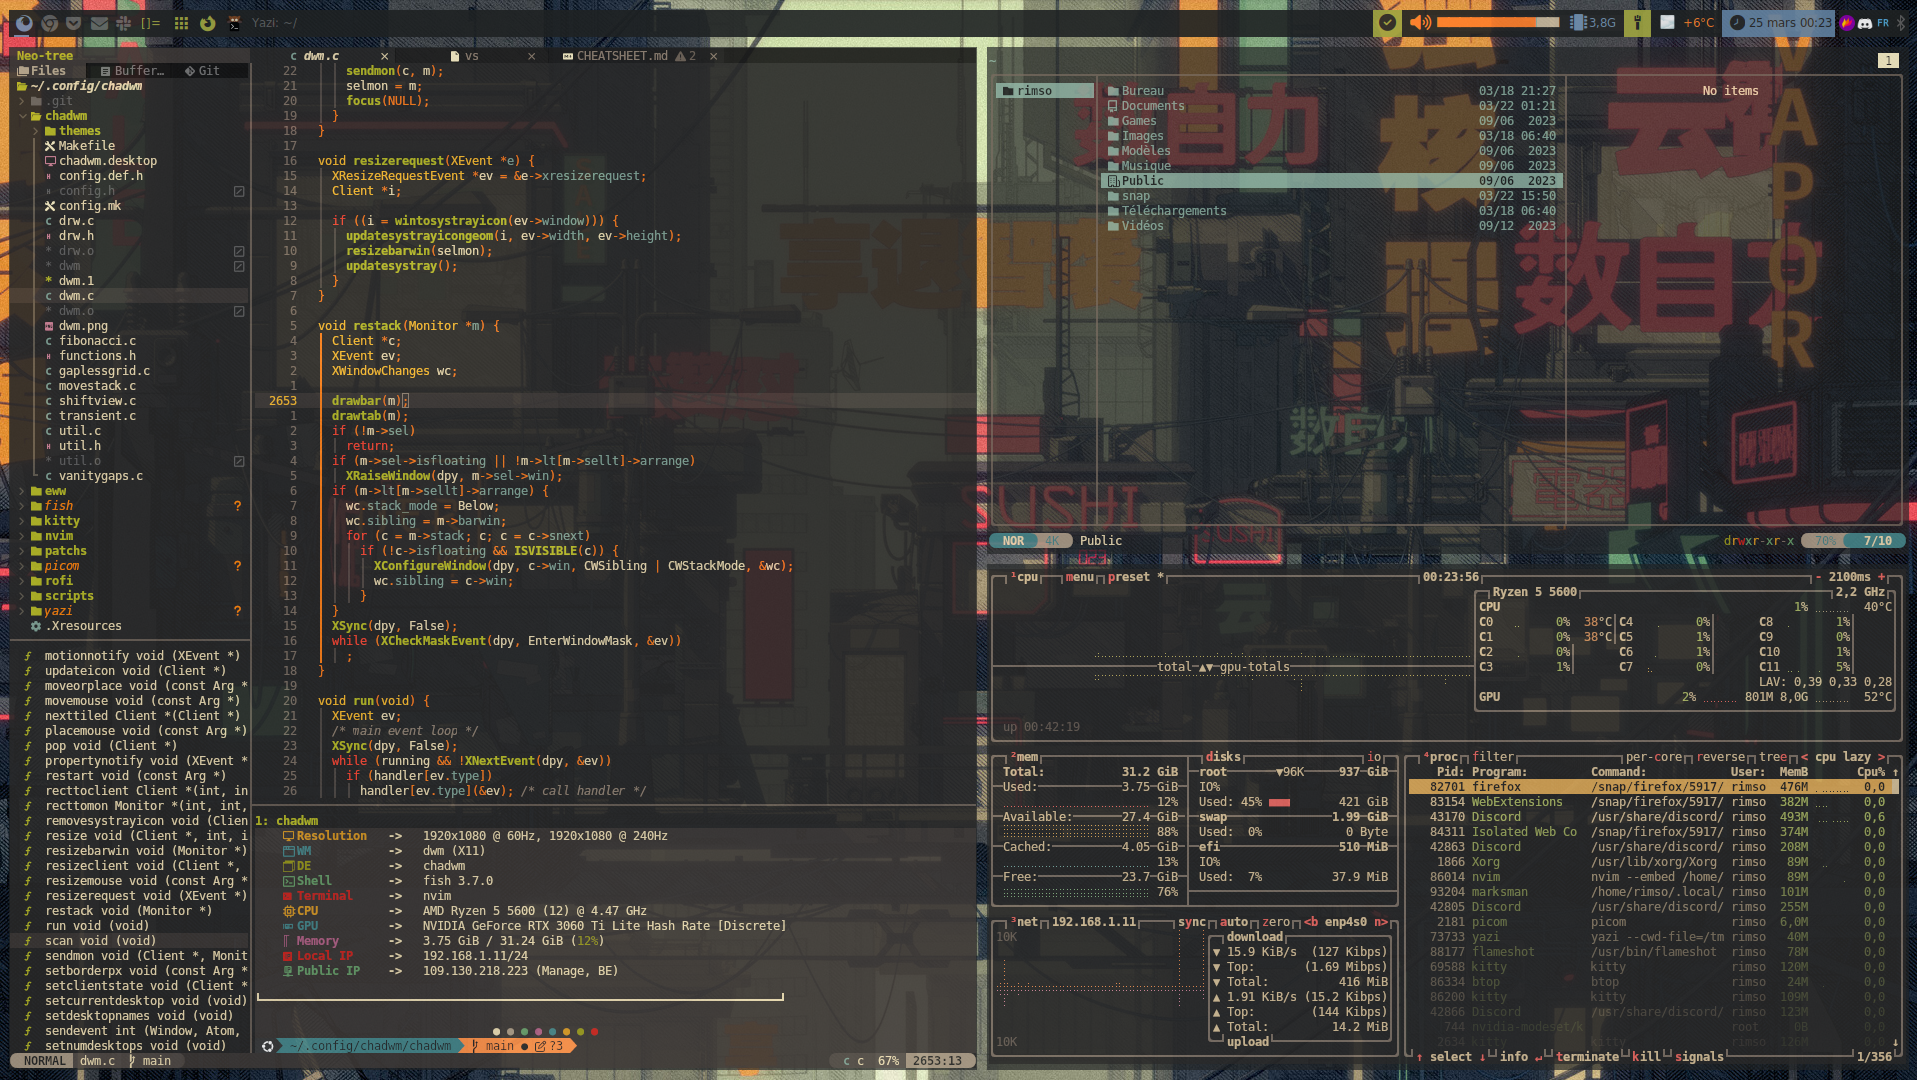 []= Yazi: ~/
3,8G +6°C 25 mars 00:23 FR
Neo-tree
Files Buffer… Git
~/.config/chadwm
.git
chadwm
themes
Makefile
chadwm.desktop
config.def.h
config.h
config.mk
drw.c
drw.h
drw.o
dwm
dwm.1
dwm.c
dwm.o
dwm.png
fibonacci.c
functions.h
gaplessgrid.c
movestack.c
shiftview.c
transient.c
util.c
util.h
util.o
vanitygaps.c
eww
fish ?
kitty
nvim
patchs
picom ?
rofi
scripts
yazi ?
.Xresources
motionnotify void (XEvent *)
updateicon void (Client *)
moveorplace void (const Arg *
movemouse void (const Arg *)
nexttiled Client *(Client *)
placemouse void (const Arg *)
pop void (Client *)
propertynotify void (XEvent *
restart void (const Arg *)
recttoclient Client *(int, in
recttomon Monitor *(int, int,
removesystrayicon void (Clien
resize void (Client *, int, i
resizebarwin void (Monitor *)
resizeclient void (Client *,
resizemouse void (const Arg *
resizerequest void (XEvent *)
restack void (Monitor *)
run void (void)
scan void (void)
sendmon void (Client *, Monit
setborderpx void (const Arg *
setclientstate void (Client *
setcurrentdesktop void (void)
setdesktopnames void (void)
sendevent int (Window, Atom,
setnumdesktops void (void)
dwm.c × vs × CHEATSHEET.md 2 ×
22 sendmon(c, m);
21 selmon = m;
20 focus(NULL);
19 }
18 }
17
16 void resizerequest(XEvent *e) {
15 XResizeRequestEvent *ev = &e->xresizerequest;
14 Client *i;
13
12 if ((i = wintosystrayicon(ev->window))) {
11 updatesystrayicongeom(i, ev->width, ev->height);
10 resizebarwin(selmon);
9 updatesystray();
8 }
7 }
6
5 void restack(Monitor *m) {
4 Client *c;
3 XEvent ev;
2 XWindowChanges wc;
1
2653 drawbar(m);
1 drawtab(m);
2 if (!m->sel)
3 return;
4 if (m->sel->isfloating || !m->lt[m->sellt]->arrange)
5 XRaiseWindow(dpy, m->sel->win);
6 if (m->lt[m->sellt]->arrange) {
7 wc.stack_mode = Below;
8 wc.sibling = m->barwin;
9 for (c = m->stack; c; c = c->snext)
10 if (!c->isfloating && ISVISIBLE(c)) {
11 XConfigureWindow(dpy, c->win, CWSibling | CWStackMode, &wc);
12 wc.sibling = c->win;
13 }
14 }
15 XSync(dpy, False);
16 while (XCheckMaskEvent(dpy, EnterWindowMask, &ev))
17 ;
18 }
19
20 void run(void) {
21 XEvent ev;
22 /* main event loop */
23 XSync(dpy, False);
24 while (running && !XNextEvent(dpy, &ev))
25 if (handler[ev.type])
26 handler[ev.type](&ev); /* call handler */
1: chadwm
Resolution -> 1920x1080 @ 60Hz, 1920x1080 @ 240Hz
WM -> dwm (X11)
DE -> chadwm
Shell -> fish 3.7.0
Terminal -> nvim
CPU -> AMD Ryzen 5 5600 (12) @ 4.47 GHz
GPU -> NVIDIA GeForce RTX 3060 Ti Lite Hash Rate [Discrete]
Memory -> 3.75 GiB / 31.24 GiB (12%)
Local IP -> 192.168.1.11/24
Public IP -> 109.130.218.223 (Manage, BE)
~/.config/chadwm/chadwm main ● ?3
NORMAL dwm.c main c c 67% 2653:13
~ 1
rimso
Bureau 03/18 21:27
Documents 03/22 01:21
Games 09/06 2023
Images 03/18 06:40
Modèles 09/06 2023
Musique 09/06 2023
Public 09/06 2023
snap 03/22 15:50
Téléchargements 03/18 06:40
Vidéos 09/12 2023
No items
数自力
云
数自力
VAPOR
SUSHI
NOR 4K Public drwxr-xr-x 70% 7/10
¹cpu menu preset * 00:23:56 - 2100ms +
Ryzen 5 5600 2,2 GHz
CPU 1% 40°C
C0 0% 38°C C4 0% C8 1%
C1 0% 38°C C5 1% C9 0%
C2 0% C6 1% C10 1%
C3 1% C7 0% C11 5%
LAV: 0,39 0,33 0,28
GPU 2% 801M 8,0G 52°C
total ▲▼ gpu-totals
up 00:42:19
²mem disks io
Total: 31.2 GiB
Used: 3.75 GiB
12%
Available: 27.4 GiB
88%
Cached: 4.05 GiB
13%
Free: 23.7 GiB
76%
root ▼96K 937 GiB
IO%
Used: 45% 421 GiB
swap 1.99 GiB
Used: 0% 0 Byte
efi 510 MiB
IO%
Used: 7% 37.9 MiB
³net 192.168.1.11 sync auto zero <b enp4s0 n>
10K
download
▼ 15.9 KiB/s (127 Kibps)
▼ Top: (1.69 Mibps)
▼ Total: 416 MiB
▲ 1.91 KiB/s (15.2 Kibps)
▲ Top: (144 Kibps)
▲ Total: 14.2 MiB
upload
10K
⁴proc filter per-core reverse tree < cpu lazy >
Pid: Program: Command: User: MemB Cpu% ↑
82701 firefox /snap/firefox/5917/ rimso 476M 0,0
83154 WebExtensions /snap/firefox/5917/ rimso 382M 0,0
43170 Discord /usr/share/discord/ rimso 493M 0,6
84311 Isolated Web Co /snap/firefox/5917/ rimso 374M 0,0
42863 Discord /usr/share/discord/ rimso 208M 0,0
1866 Xorg /usr/lib/xorg/Xorg rimso 89M 0,0
86014 nvim nvim --embed /home/ rimso 89M 0,0
93204 marksman /home/rimso/.local/ rimso 101M 0,0
42805 Discord /usr/share/discord/ rimso 255M 0,0
2181 picom picom rimso 6,0M 0,0
73733 yazi yazi --cwd-file=/tm rimso 40M 0,0
88177 flameshot /usr/bin/flameshot rimso 78M 0,0
69588 kitty kitty rimso 120M 0,0
86334 btop btop rimso 24M 0,0
86200 kitty kitty rimso 109M 0,0
42866 Discord /usr/share/discord/ rimso 123M 0,0
744 nvidia-modeset/k root 0B 0,0
2634 kitty kitty rimso 126M 0,0
↑ select ↓ info ↵ terminate kill signals 1/356